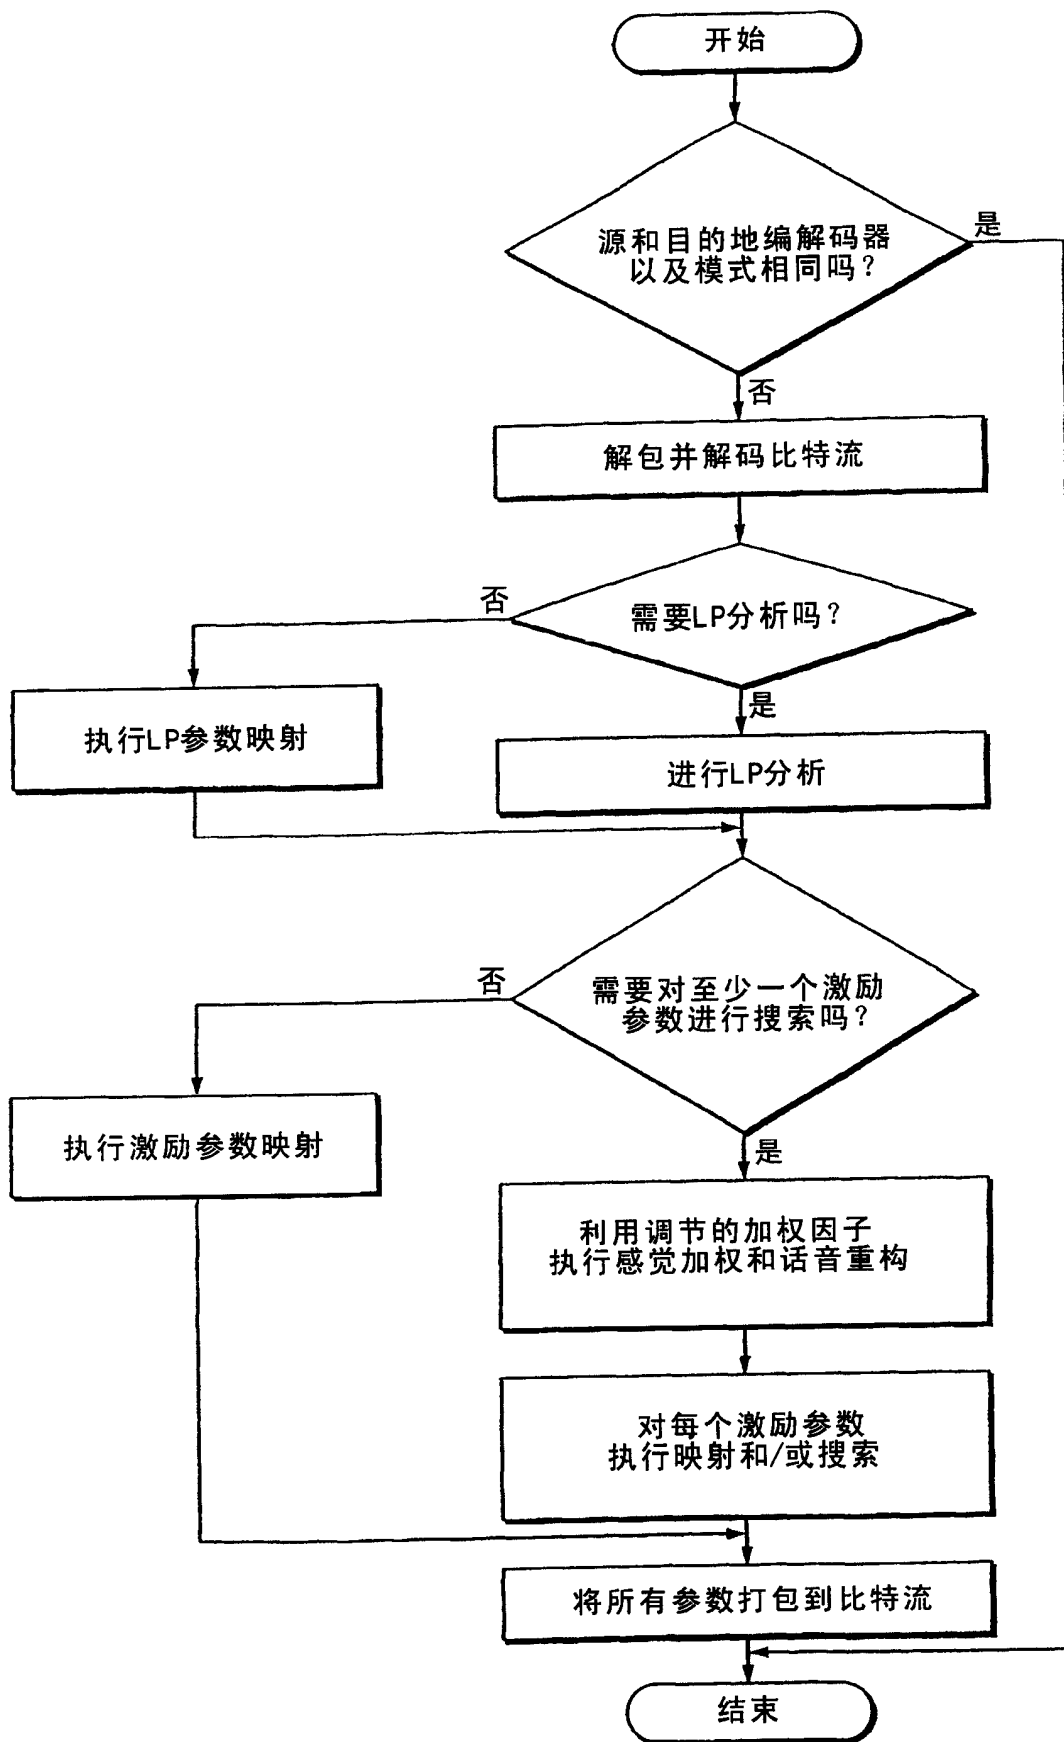 开始
源和目的地编解码器
以及模式相同吗？
是
否
解包并解码比特流
需要LP分析吗？
否
是
执行LP参数映射
进行LP分析
需要对至少一个激励
参数进行搜索吗？
否
是
执行激励参数映射
利用调节的加权因子
执行感觉加权和话音重构
对每个激励参数
执行映射和/或搜索
将所有参数打包到比特流
结束